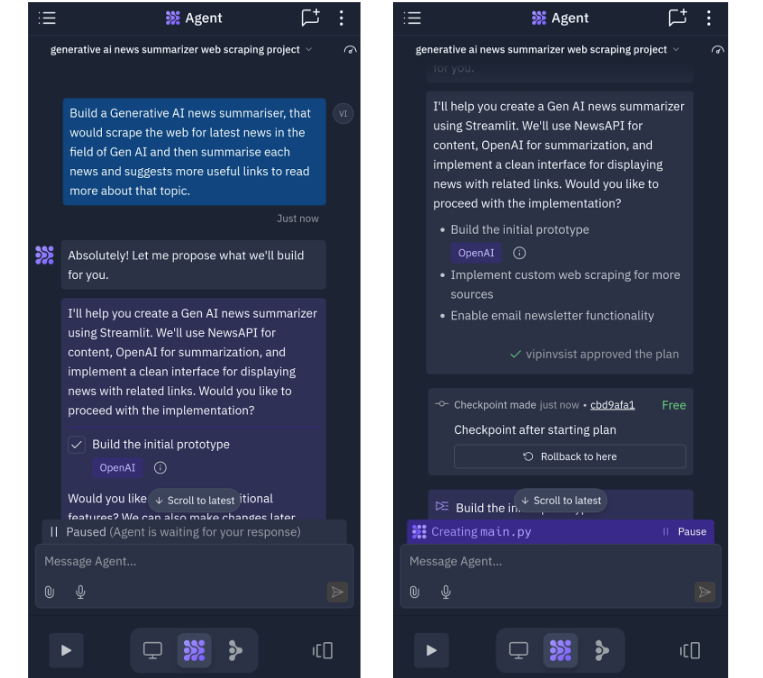 Agent
generative ai news summarizer web scraping project
Build a Generative AI news summariser, that
would scrape the web for latest news in the
field of Gen AI and then summarise each
news and suggests more useful links to read
more about that topic.
VI
Just now
Absolutely! Let me propose what we'll build
for you.
I'll help you create a Gen AI news summarizer
using Streamlit. We'll use NewsAPI for
content, OpenAI for summarization, and
implement a clean interface for displaying
news with related links. Would you like to
proceed with the implementation?
Build the initial prototype
OpenAI
Would you like
itional
Scroll to latest
features? We can also make changes later
Paused (Agent is waiting for your response)
Message Agent...
Agent
generative ai news summarizer web scraping project
for you.
I'll help you create a Gen AI news summarizer
using Streamlit. We'll use NewsAPI for
content, OpenAI for summarization, and
implement a clean interface for displaying
news with related links. Would you like to
proceed with the implementation?
• Build the initial prototype
OpenAI
• Implement custom web scraping for more
sources
• Enable email newsletter functionality
vipinvsist approved the plan
Checkpoint made just now • cbd9afa1 Free
Checkpoint after starting plan
Rollback to here
Build the in
Scroll to latest
Creating main.py
Pause
Message Agent...